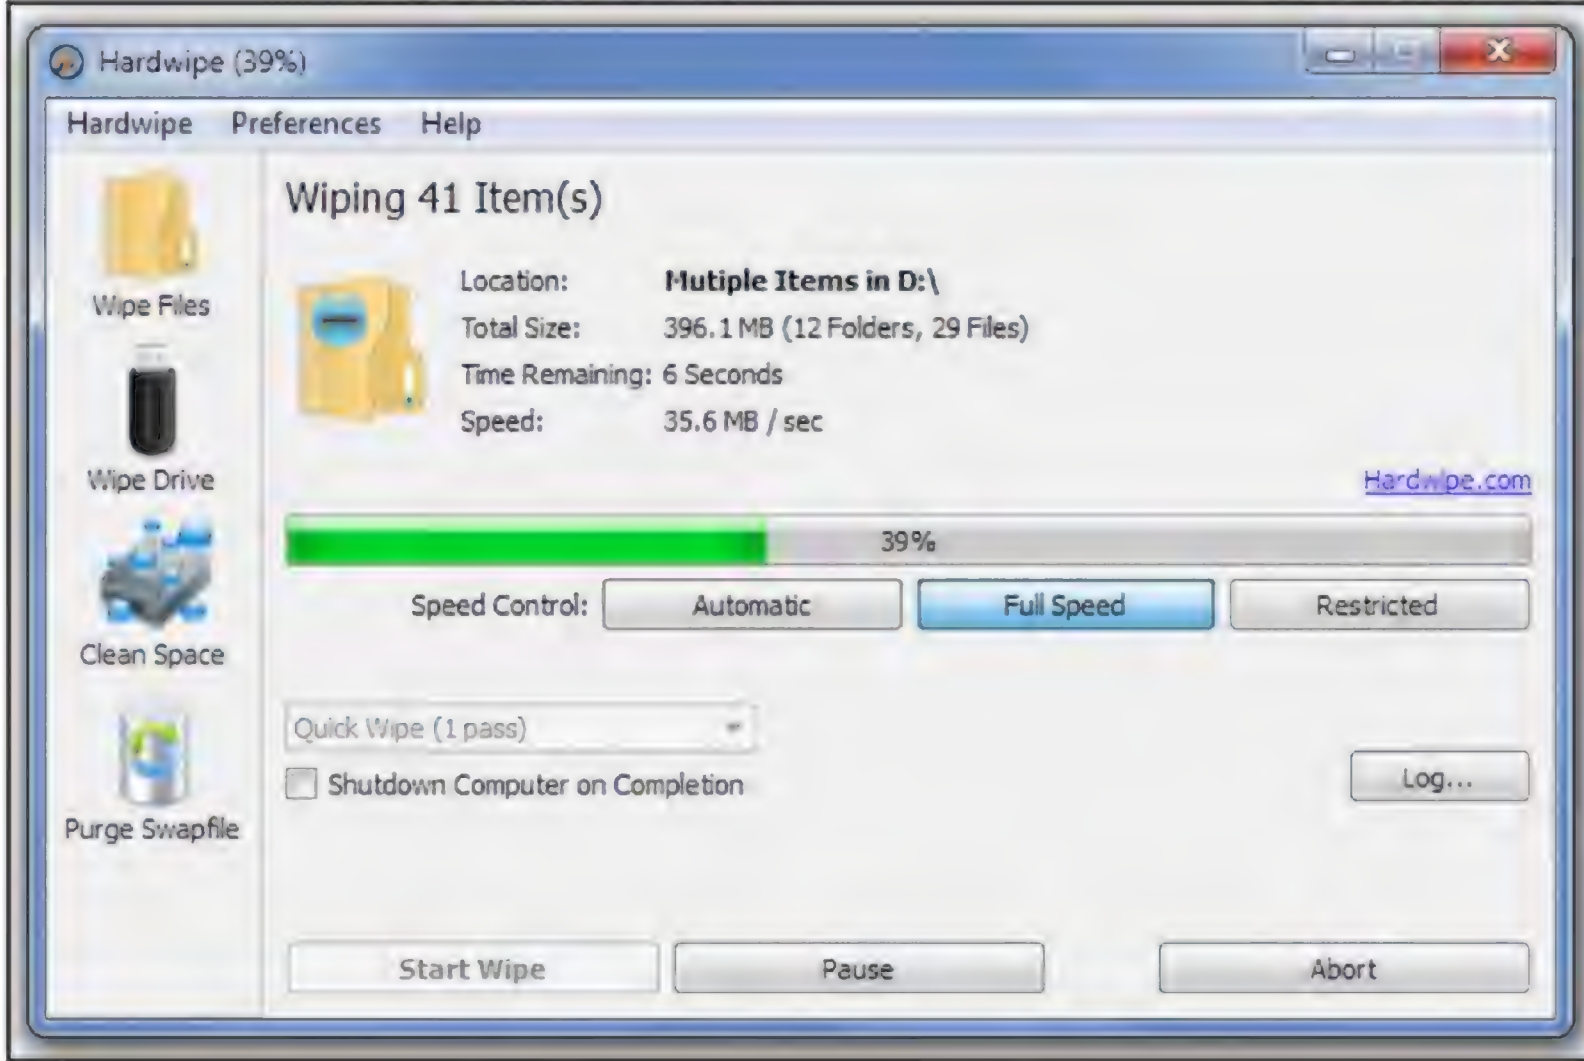 Hardwipe (39%)
Hardwipe Preferences Help
Wiping 41 Item(s)
Wipe Files
Location: Mutiple Items in D:\
Total Size: 396.1 MB (12 Folders, 29 Files)
Time Remaining: 6 Seconds
Speed: 35.6 MB / sec
Wipe Drive
Hardwipe.com
39%
Speed Control: Automatic Full Speed Restricted
Clean Space
Quick Wipe (1 pass)
Shutdown Computer on Completion
Log...
Purge Swapfile
Start Wipe Pause Abort